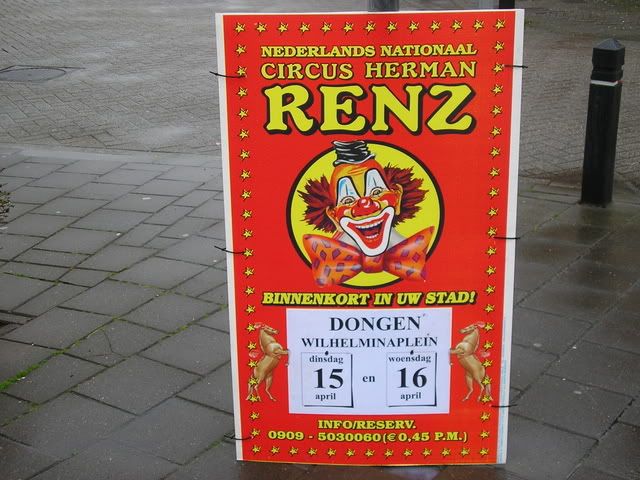 NEDERLANDS NATIONAAL
CIRCUS HERMAN
RENZ
BINNENKORT IN UW STAD!
DONGEN
WILHELMINAPLEIN
dinsdag
15
april
en
woensdag
16
april
INFO/RESERV.
0909 - 5030060 (€ 0,45 P.M.)